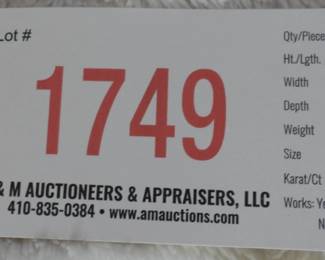 Lot #
1749
& M AUCTIONEERS & APPRAISERS, LLC
410-835-0384 • www.amauctions.com
Qty/Piece
Ht./Lgth.
Width
Depth
Weight
Size
Karat/Ct
Works: Ye
N